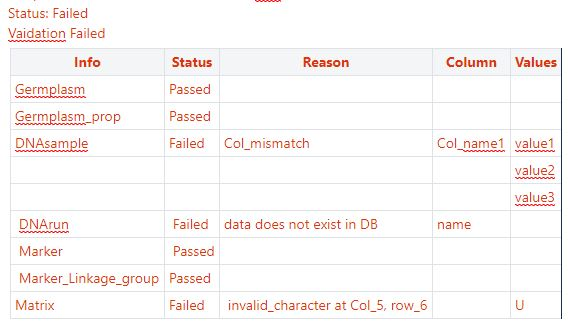 Status: Failed
Vaidation Failed
Info Status Reason Column Values
Germplasm Passed
Germplasm_prop Passed
DNAsample Failed Col_mismatch Col_name1 value1
value2
value3
DNArun Failed data does not exist in DB name
Marker Passed
Marker_Linkage_group Passed
Matrix Failed invalid_character at Col_5, row_6 U